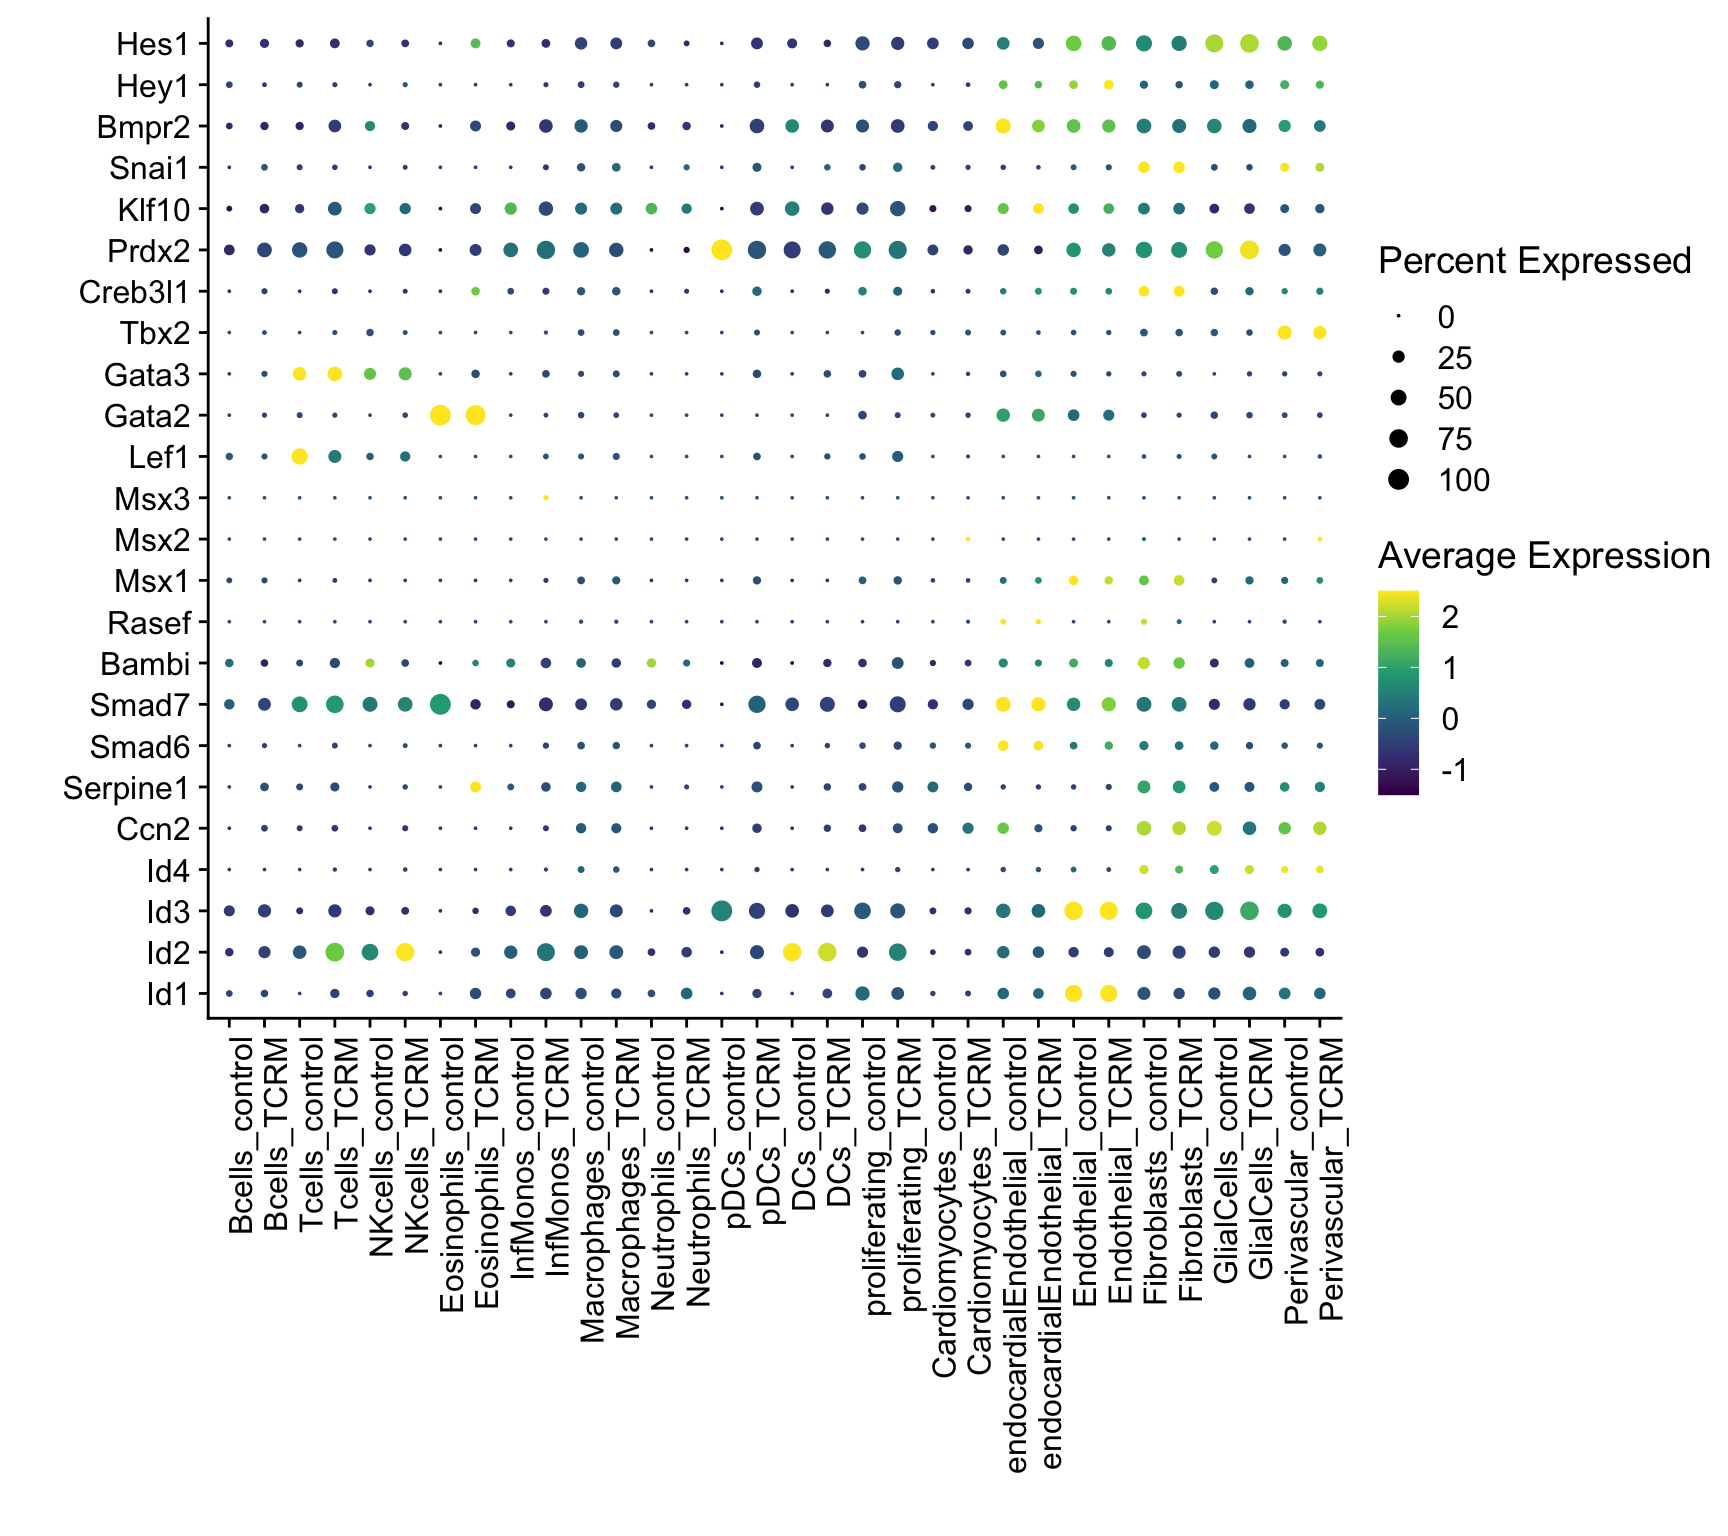 Hes1
Hey1
Bmpr2
Snai1
Klf10
Prdx2
Creb3l1
Tbx2
Gata3
Gata2
Lef1
Msx3
Msx2
Msx1
Rasef
Bambi
Smad7
Smad6
Serpine1
Ccn2
Id4
Id3
Id2
Id1
Bcells_control
Bcells_TCRM
Tcells_control
Tcells_TCRM
NKcells_control
NKcells_TCRM
Eosinophils_control
Eosinophils_TCRM
InfMonos_control
InfMonos_TCRM
Macrophages_control
Macrophages_TCRM
Neutrophils_control
Neutrophils_TCRM
pDCs_control
pDCs_TCRM
DCs_control
DCs_TCRM
proliferating_control
proliferating_TCRM
Cardiomyocytes_control
Cardiomyocytes_TCRM
endocardialEndothelial_control
endocardialEndothelial_TCRM
Endothelial_control
Endothelial_TCRM
Fibroblasts_control
Fibroblasts_TCRM
GlialCells_control
GlialCells_TCRM
Perivascular_control
Perivascular_TCRM
Percent Expressed
0
25
50
75
100
Average Expression
2
1
0
-1